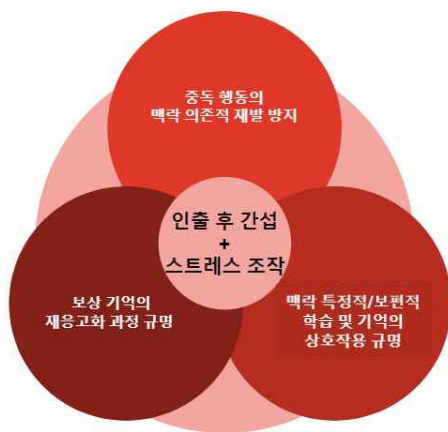 중독 행동의
맥락 의존적 재발 방지
인출 후 간섭
+
스트레스 조작
보상 기억의
재응고화 과정 규명
맥락 특정적/보편적
학습 및 기억의
상호작용 규명